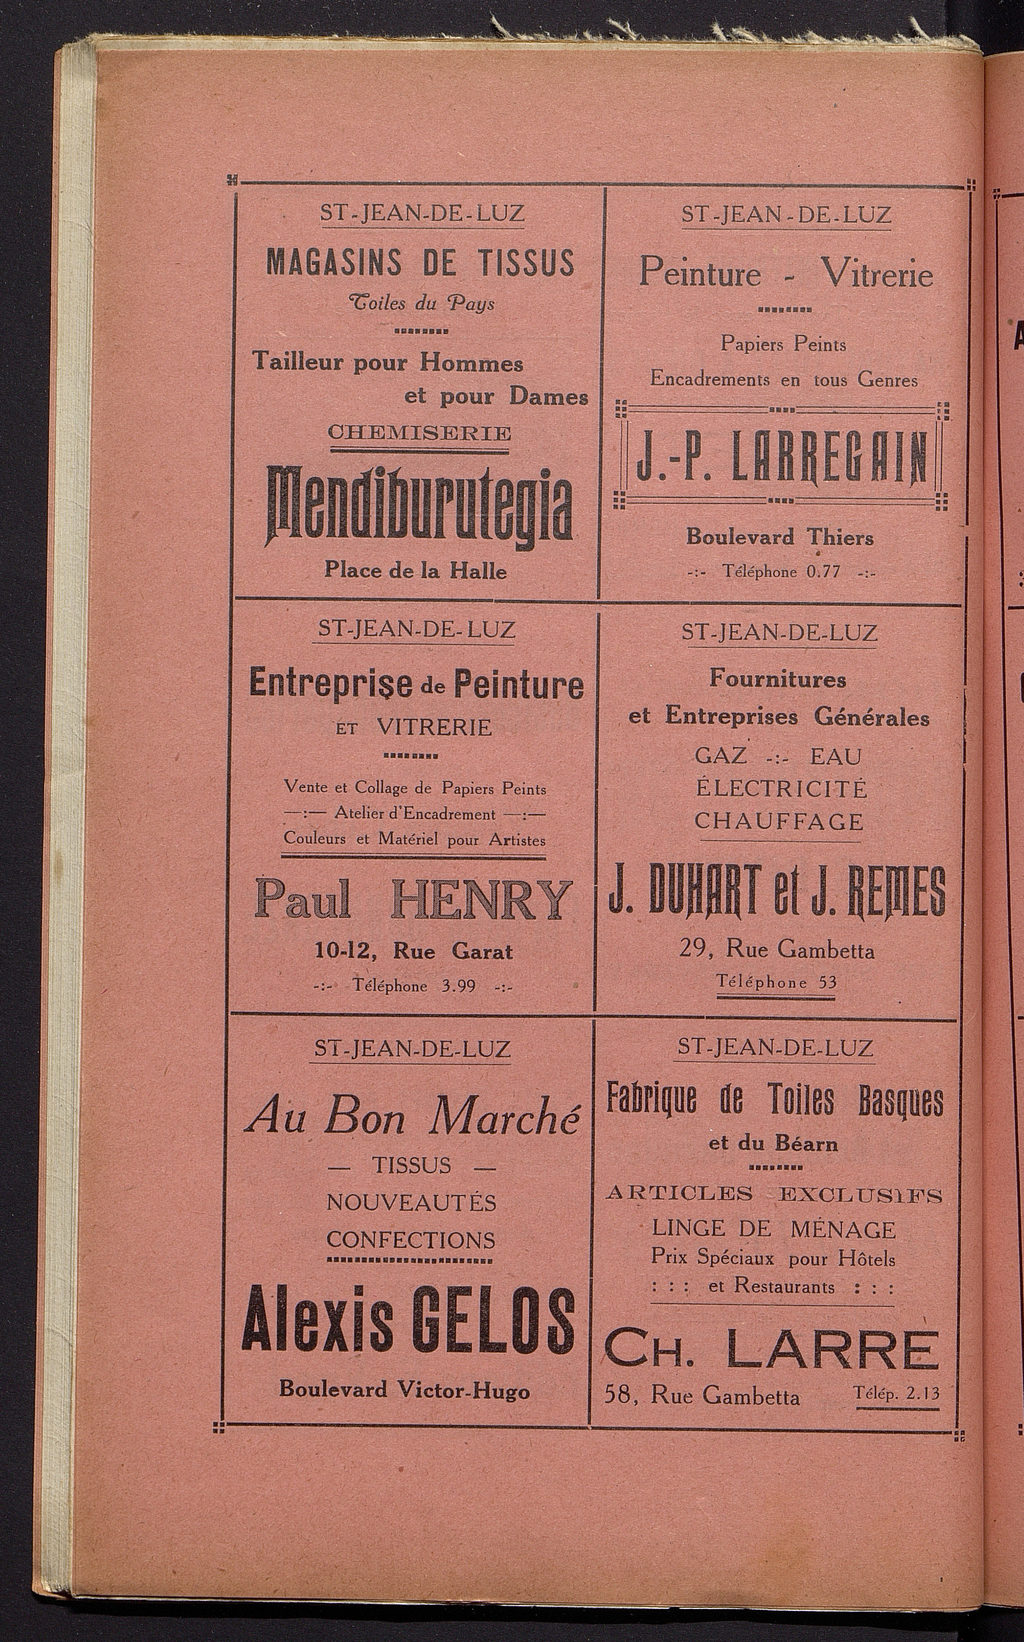 ST-JEAN-DE-LUZ
MAGASINS DE TISSUS
Toiles du Pays
Tailleur pour Hommes
et pour Dames
CHEMISERIE
Mendiburutegia
Place de la Halle
ST-JEAN-DE-LUZ
Peinture - Vitrerie
Papiers Peints
Encadrements en tous Genres
J.-P. LARREGAIN
Boulevard Thiers
-:- Téléphone 0.77 -:-
ST-JEAN-DE-LUZ
Entreprise de Peinture
ET VITRERIE
Vente et Collage de Papiers Peints
—:— Atelier d'Encadrement —:—
Couleurs et Matériel pour Artistes
Paul HENRY
10-12, Rue Garat
-:- Téléphone 3.99 -:-
ST-JEAN-DE-LUZ
Fournitures
et Entreprises Générales
GAZ -:- EAU
ÉLECTRICITÉ
CHAUFFAGE
J. DUHART et J. REMES
29, Rue Gambetta
Téléphone 53
ST-JEAN-DE-LUZ
Au Bon Marché
— TISSUS —
NOUVEAUTÉS
CONFECTIONS
Alexis GELOS
Boulevard Victor-Hugo
ST-JEAN-DE-LUZ
Fabrique de Toiles Basques
et du Béarn
ARTICLES EXCLUSIFS
LINGE DE MÉNAGE
Prix Spéciaux pour Hôtels
: : : et Restaurants : : :
CH. LARRE
58, Rue Gambetta Télép. 2.13